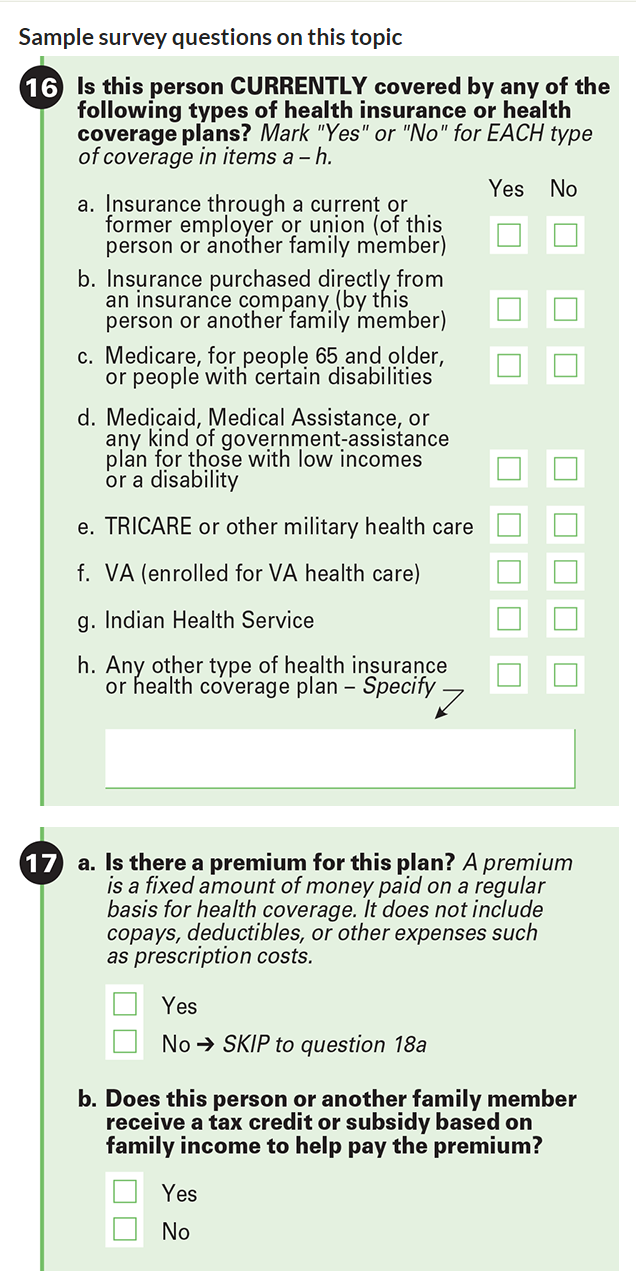 Sample survey questions on this topic
16 Is this person CURRENTLY covered by any of the
following types of health insurance or health
coverage plans? Mark "Yes" or "No" for EACH type
of coverage in items a – h.
Yes No
a. Insurance through a current or
former employer or union (of this
person or another family member)
b. Insurance purchased directly from
an insurance company (by this
person or another family member)
c. Medicare, for people 65 and older,
or people with certain disabilities
d. Medicaid, Medical Assistance, or
any kind of government-assistance
plan for those with low incomes
or a disability
e. TRICARE or other military health care
f. VA (enrolled for VA health care)
g. Indian Health Service
h. Any other type of health insurance
or health coverage plan – Specify
17 a. Is there a premium for this plan? A premium
is a fixed amount of money paid on a regular
basis for health coverage. It does not include
copays, deductibles, or other expenses such
as prescription costs.
Yes
No ➔ SKIP to question 18a
b. Does this person or another family member
receive a tax credit or subsidy based on
family income to help pay the premium?
Yes
No